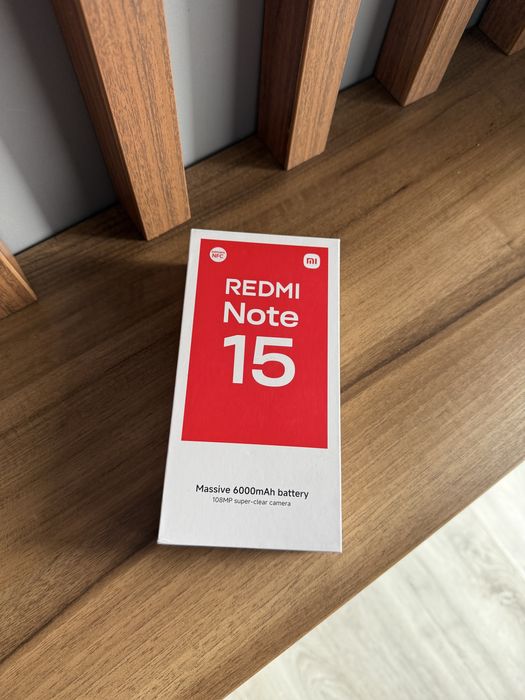 NFC
mi
REDMI
Note
15
Massive 6000mAh battery
108MP super-clear camera